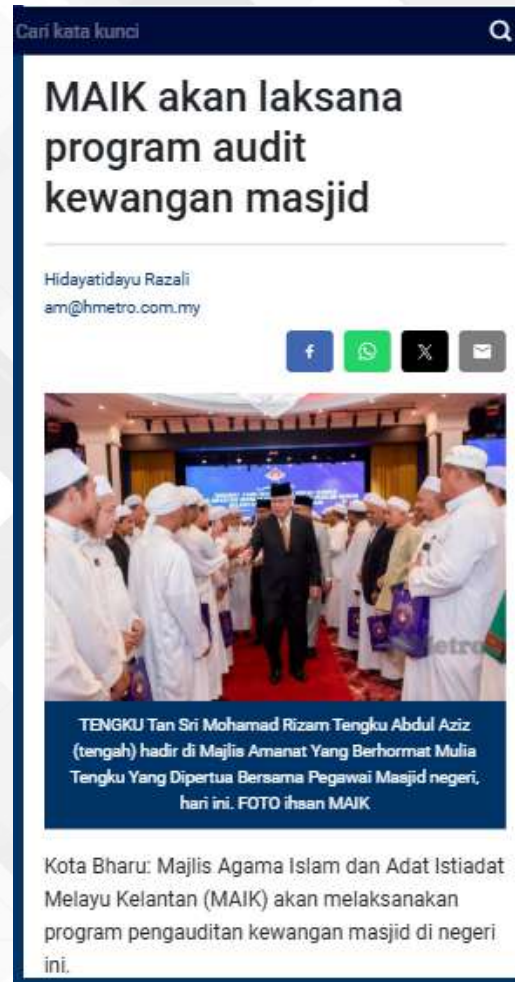 Cari kata kunci
MAIK akan laksana
program audit
kewangan masjid
Hidayatidayu Razali
am@hmetro.com.my
TENGKU Tan Sri Mohamad Rizam Tengku Abdul Aziz
(tengah) hadir di Majlis Amanat Yang Berhormat Mulia
Tengku Yang Dipertua Bersama Pegawai Masjid negeri,
hari ini. FOTO ihsan MAIK
Kota Bharu: Majlis Agama Islam dan Adat Istiadat
Melayu Kelantan (MAIK) akan melaksanakan
program pengauditan kewangan masjid di negeri
ini.